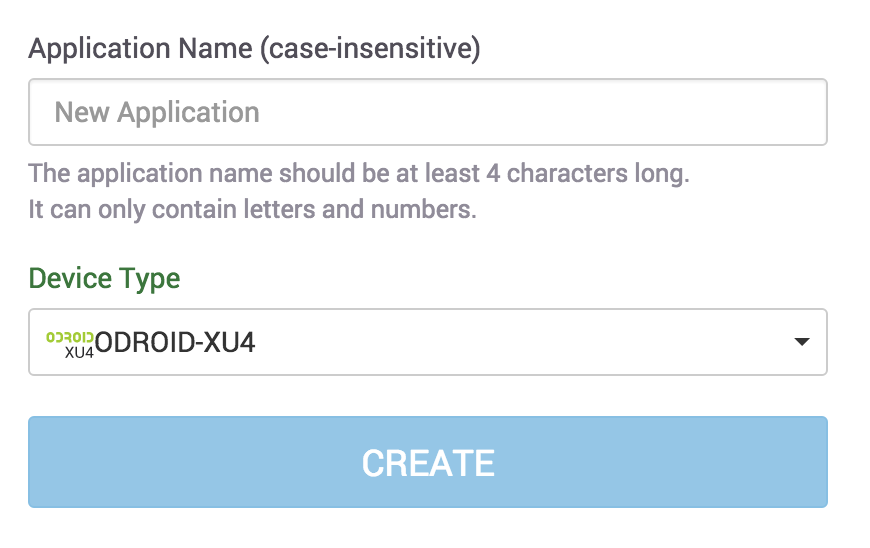 Application Name (case-insensitive)
New Application
The application name should be at least 4 characters long.
It can only contain letters and numbers.
Device Type
ODROID
XU4
ODROID-XU4
CREATE